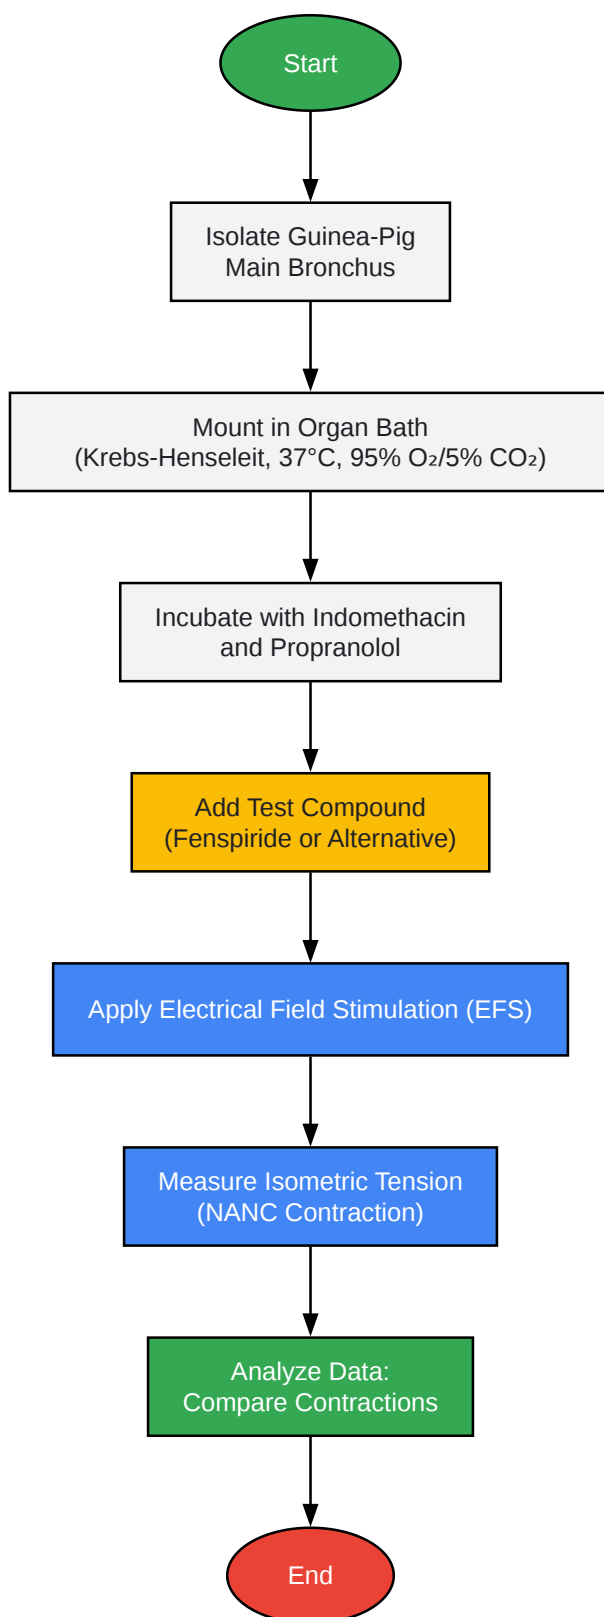 Start
Isolate Guinea-Pig
Main Bronchus
Mount in Organ Bath
(Krebs-Henseleit, 37°C, 95% O₂/5% CO₂)
Incubate with Indomethacin
and Propranolol
Add Test Compound
(Fenspiride or Alternative)
Apply Electrical Field Stimulation (EFS)
Measure Isometric Tension
(NANC Contraction)
Analyze Data:
Compare Contractions
End